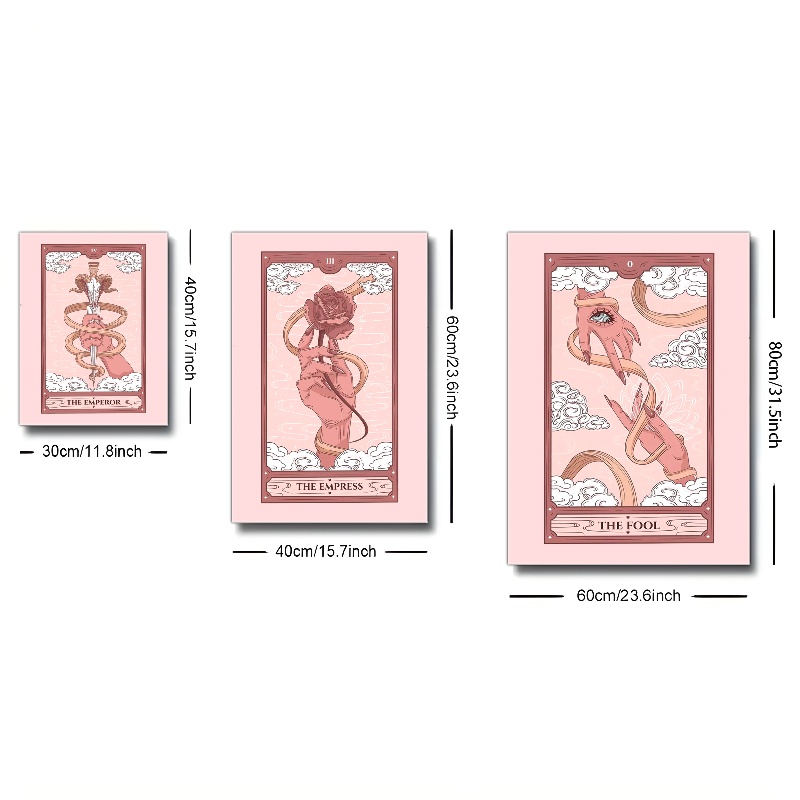 IV
THE EMPEROR
40cm/15.7inch
30cm/11.8inch
III
THE EMPRESS
60cm/23.6inch
40cm/15.7inch
0
THE FOOL
80cm/31.5inch
60cm/23.6inch